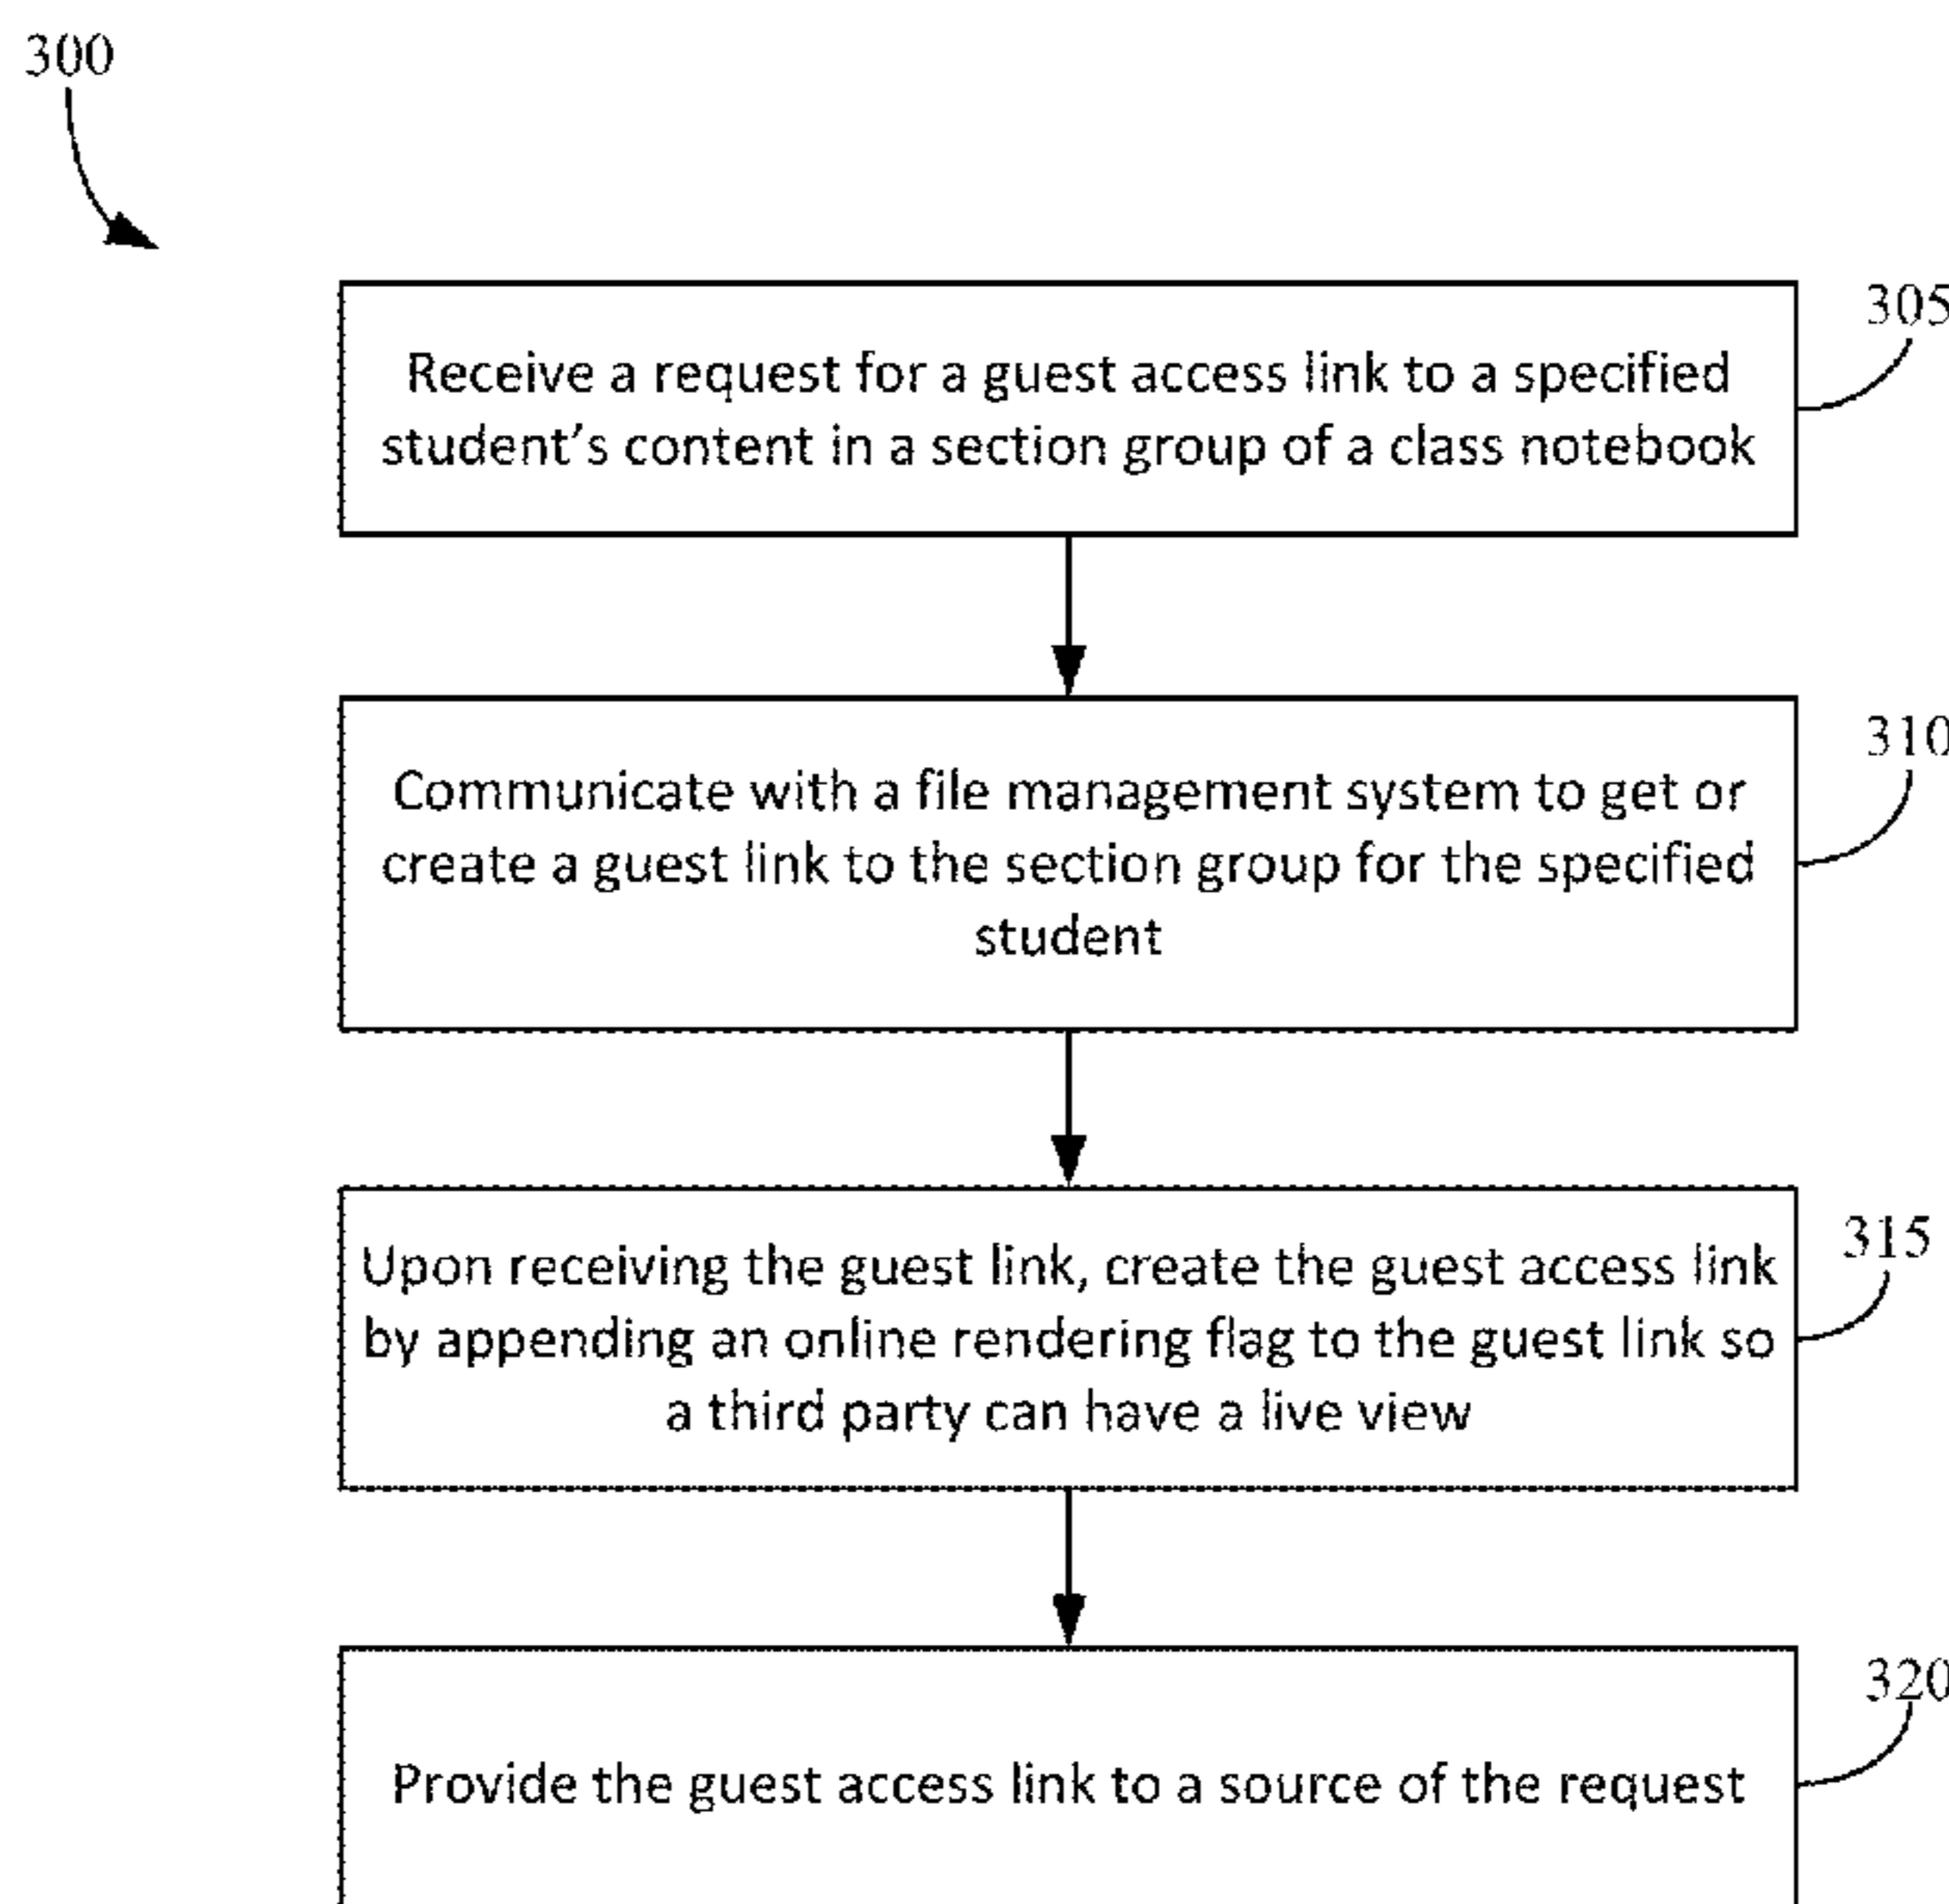 300
305
Receive a request for a guest access link to a specified
student's content in a section group of a class notebook
310
Communicate with a file management system to get or
create a guest link to the section group for the specified
student
315
Upon receiving the guest link, create the guest access link
by appending an online rendering flag to the guest link so
a third party can have a live view
320
Provide the guest access link to a source of the request